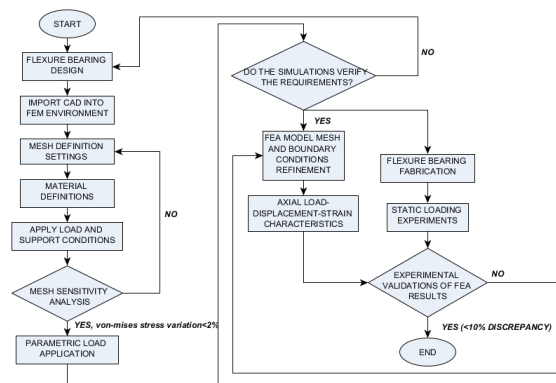 START
FLEXURE BEARING
DESIGN
IMPORT CAD INTO
FEM ENVIRONMENT
MESH DEFINITION
SETTINGS
MATERIAL
DEFINITIONS
NO
APPLY LOAD AND
SUPPORT CONDITIONS
MESH SENSITIVITY
ANALYSIS
YES, von-mises stress variation<2%
PARAMETRIC LOAD
APPLICATION
DO THE SIMULATIONS VERIFY
THE REQUIREMENTS?
NO
YES
FEA MODEL MESH
AND BOUNDARY
CONDITIONS
REFINEMENT
AXIAL LOAD-
DISPLACEMENT-STRAIN
CHARACTERISTICS
FLEXURE BEARING
FABRICATION
STATIC LOADING
EXPERIMENTS
EXPERIMENTAL
VALIDATIONS OF FEA
RESULTS
NO
YES (<10% DISCREPANCY)
END